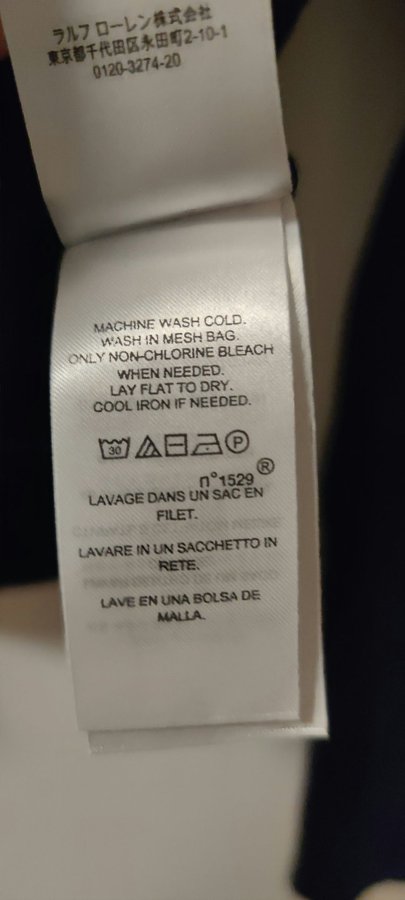 ラルフ ローレン株式会社
東京都千代田区永田町2-10-1
0120-3274-20
MACHINE WASH COLD.
WASH IN MESH BAG.
ONLY NON-CHLORINE BLEACH
WHEN NEEDED.
LAY FLAT TO DRY.
COOL IRON IF NEEDED.
30 P
n°1529®
LAVAGE DANS UN SAC EN
FILET.
LAVARE IN UN SACCHETTO IN
RETE.
LAVE EN UNA BOLSA DE
MALLA.